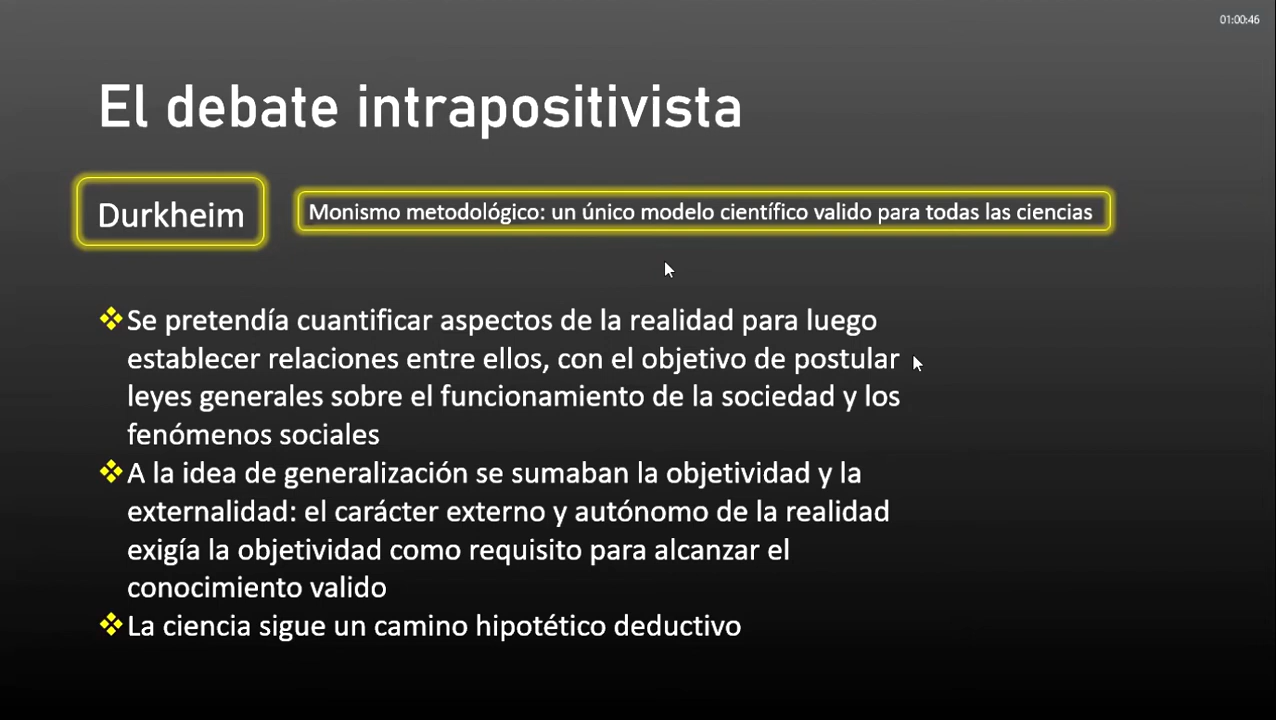 01:00:46
El debate intrapositivista
Durkheim
Monismo metodológico: un único modelo científico valido para todas las ciencias
Se pretendía cuantificar aspectos de la realidad para luego
establecer relaciones entre ellos, con el objetivo de postular
leyes generales sobre el funcionamiento de la sociedad y los
fenómenos sociales
A la idea de generalización se sumaban la objetividad y la
externalidad: el carácter externo y autónomo de la realidad
exigía la objetividad como requisito para alcanzar el
conocimiento valido
La ciencia sigue un camino hipotético deductivo